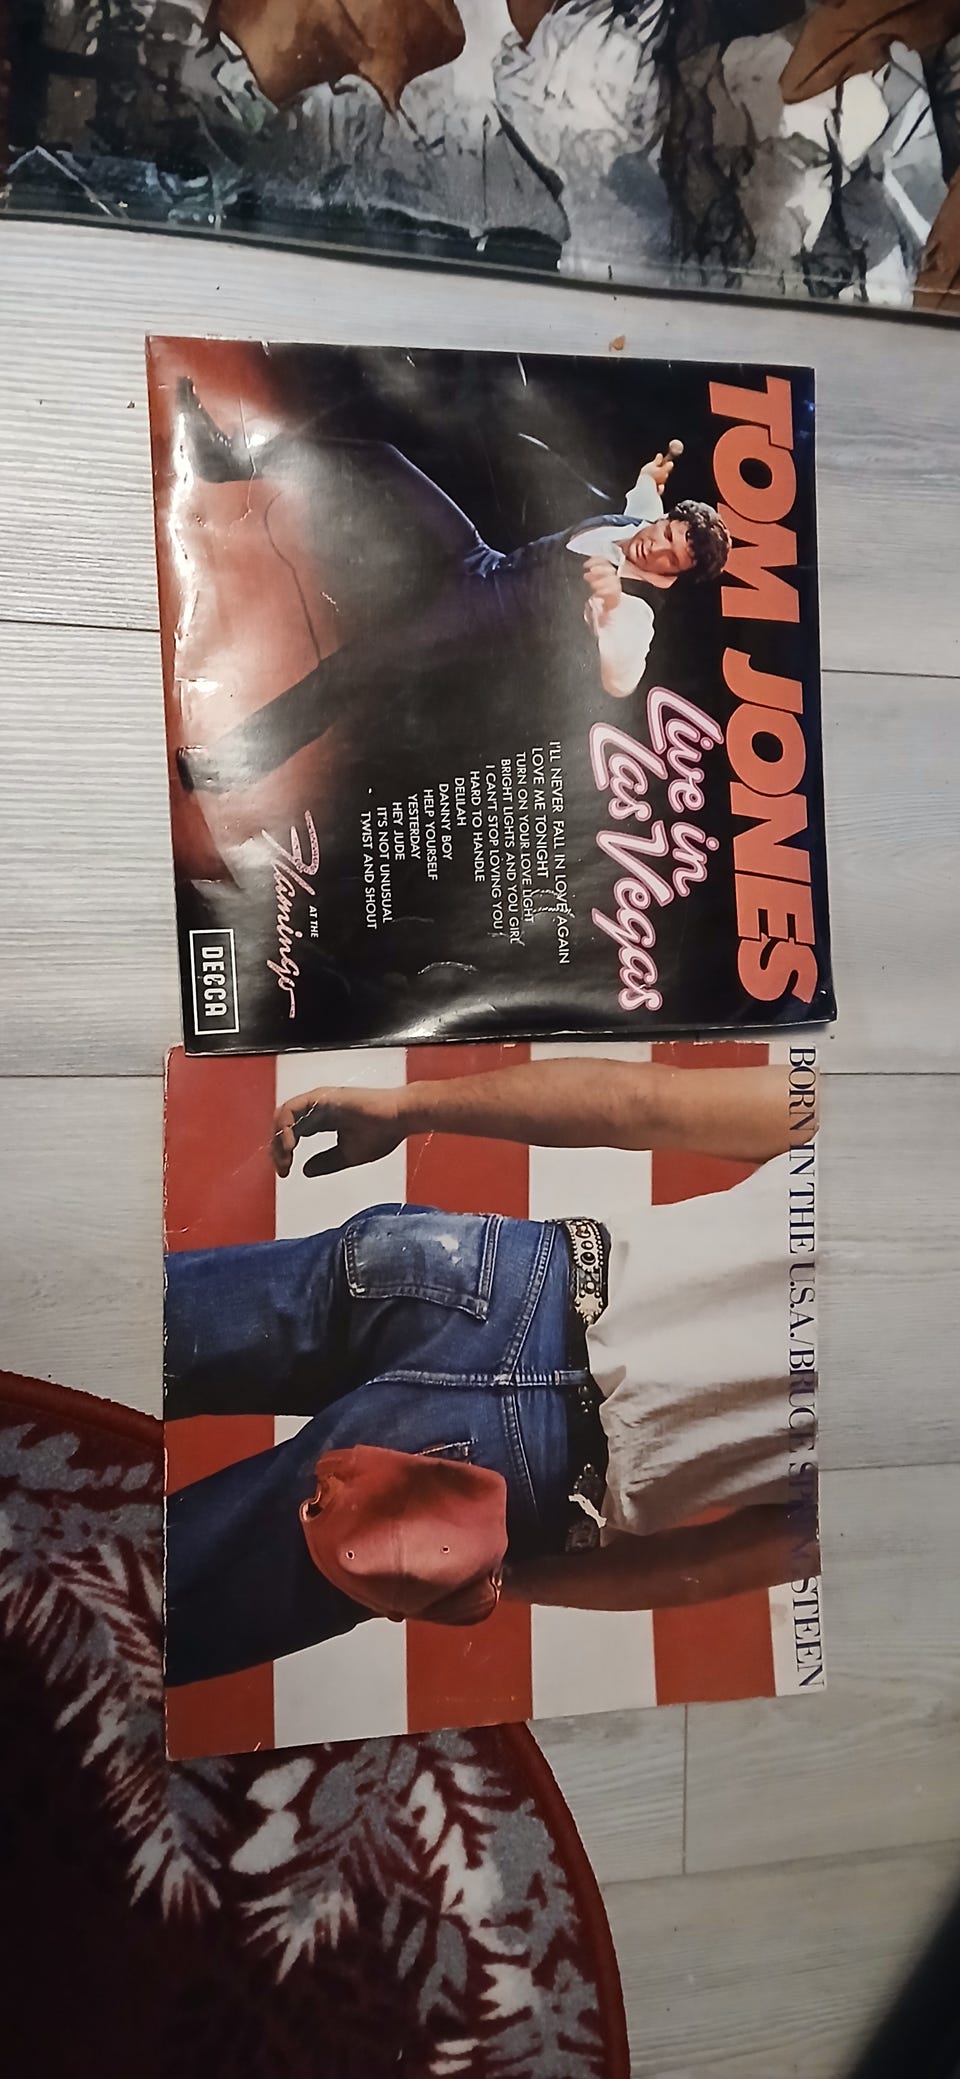 TOM JONES
Live in
Las Vegas
I'LL NEVER FALL IN LOVE AGAIN
LOVE ME TONIGHT
TURN ON YOUR LOVE LIGHT
BRIGHT LIGHTS AND YOU GIRL
I CAN'T STOP LOVING YOU
HARD TO HANDLE
DELILAH
DANNY BOY
HELP YOURSELF
YESTERDAY
HEY JUDE
IT'S NOT UNUSUAL
TWIST AND SHOUT
AT THE
Flamingo
DECCA
BORN IN THE U.S.A./BRUCE SPRINGSTEEN